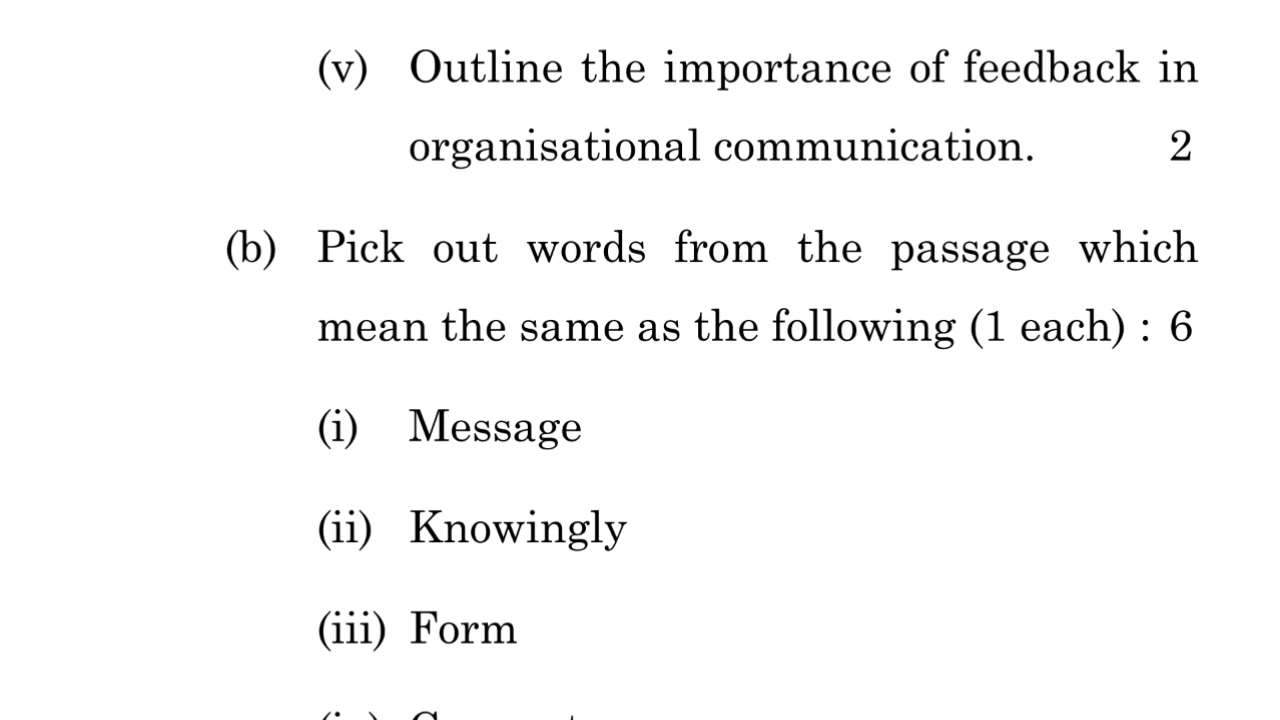 (v) Outline the importance of feedback in
organisational communication. 2
(b) Pick out words from the passage which
mean the same as the following (1 each) : 6
(i) Message
(ii) Knowingly
(iii) Form